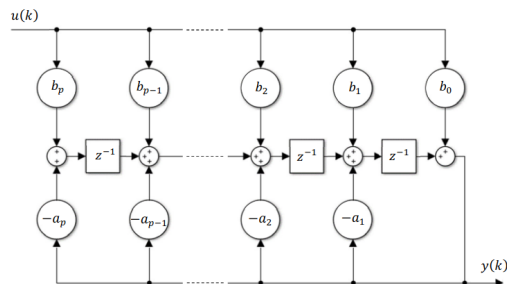 u(k)
b_p b_{p-1} b_2 b_1 b_0
+ + z^{-1} + + + + z^{-1} + + + z^{-1} + +
-a_p -a_{p-1} -a_2 -a_1
y(k)